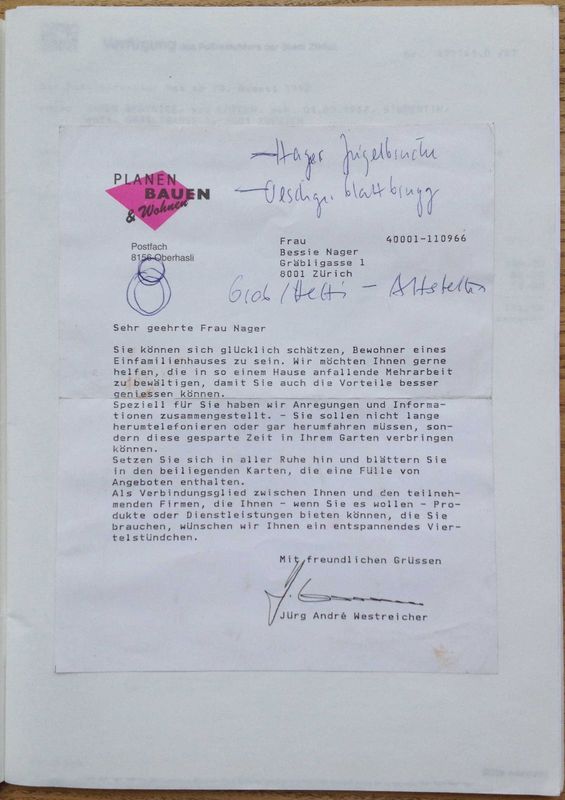 Verfügung des Polizeirichters der Stadt Zürich
Hager
PLANEN
BAUEN
& Wohnen
Postfach
8156 Oberhasli
Frau 40001-110966
Bessie Nager
Gräbligasse 1
8001 Zürich
Sehr geehrte Frau Nager
Sie können sich glücklich schätzen, Bewohner eines
Einfamilienhauses zu sein. Wir möchten Ihnen gerne
helfen, die in so einem Hause anfallende Mehrarbeit
zu bewältigen, damit Sie auch die Vorteile besser
geniessen können.
Speziell für Sie haben wir Anregungen und Informa-
tionen zusammengestellt. - Sie sollen nicht lange
herumtelefonieren oder gar herumfahren müssen, son-
dern diese gesparte Zeit in Ihrem Garten verbringen
können.
Setzen Sie sich in aller Ruhe hin und blättern Sie
in den beiliegenden Karten, die eine Fülle von
Angeboten enthalten.
Als Verbindungsglied zwischen Ihnen und den teilneh-
menden Firmen, die Ihnen - wenn Sie es wollen - Pro-
dukte oder Dienstleistungen bieten können, die Sie
brauchen, wünschen wir Ihnen ein entspannendes Vier-
telstündchen.
Mit freundlichen Grüssen
Jürg André Westreicher